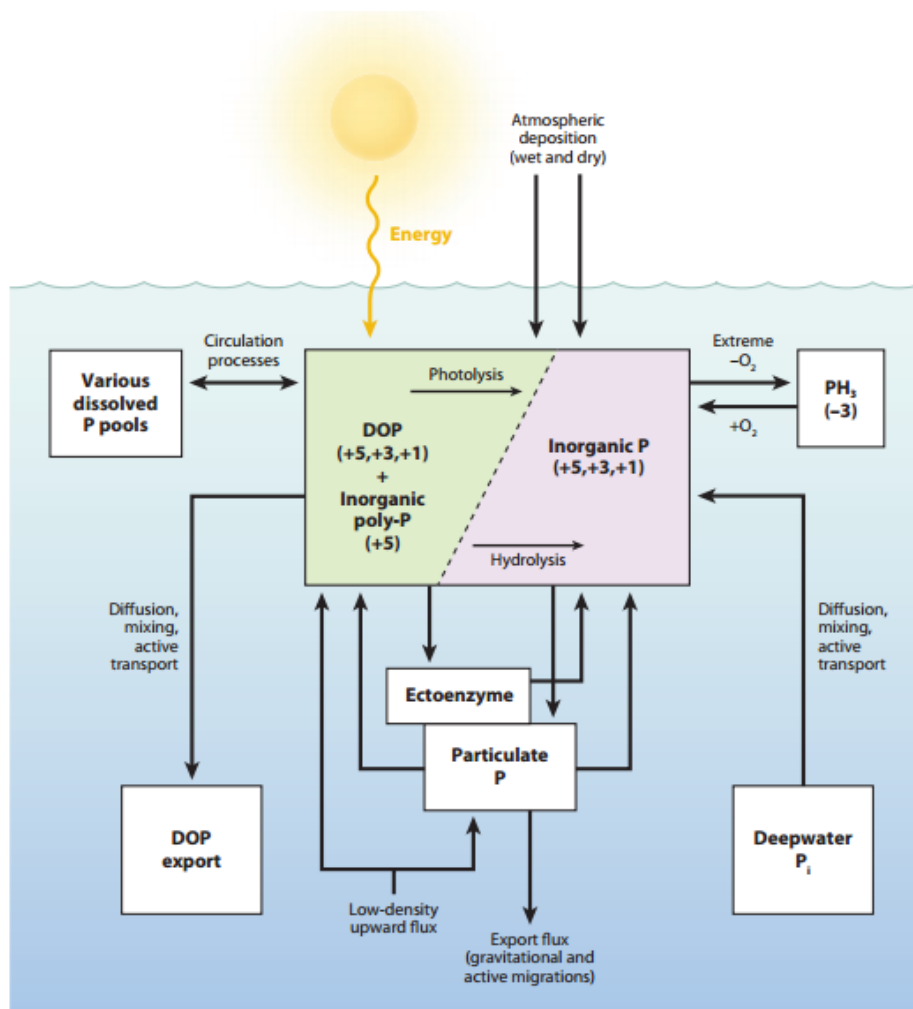 Atmospheric
deposition
(wet and dry)
Energy
Circulation
processes
Various
dissolved
P pools
Photolysis
DOP
(+5,+3,+1)
+
Inorganic
poly-P
(+5)
Inorganic P
(+5,+3,+1)
Hydrolysis
Extreme
–O₂
+O₂
PH₃
(–3)
Diffusion,
mixing,
active
transport
Diffusion,
mixing,
active
transport
Ectoenzyme
Particulate
P
DOP
export
Deepwater
Pᵢ
Low-density
upward flux
Export flux
(gravitational and
active migrations)